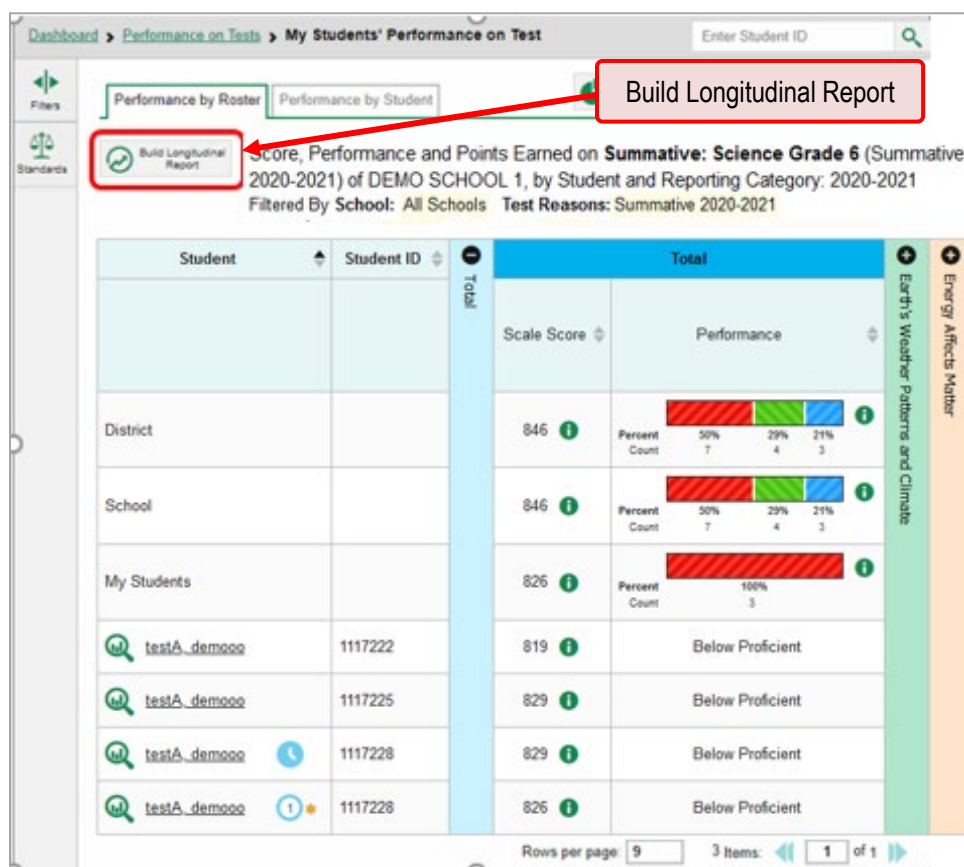 Dashboard > Performance on Tests > My Students' Performance on Test
Enter Student ID
Filters
Standards
Performance by Roster
Performance by Student
Build Longitudinal Report
Build Longitudinal
Report
Score, Performance and Points Earned on Summative: Science Grade 6 (Summative
2020-2021) of DEMO SCHOOL 1, by Student and Reporting Category: 2020-2021
Filtered By School: All Schools Test Reasons: Summative 2020-2021
Student
Student ID
Total
Total
Scale Score
Performance
Earth's Weather Patterns and Climate
Energy Affects Matter
District
846
Percent 50% 29% 21%
Count 7 4 3
School
846
Percent 50% 29% 21%
Count 7 4 3
My Students
826
Percent 100%
Count 3
testA, demooo 1117222 819 Below Proficient
testA, demooo 1117225 829 Below Proficient
testA, demooo 1117228 829 Below Proficient
testA, demooo 1 * 1117228 826 Below Proficient
Rows per page: 9 3 Items: 1 of 1